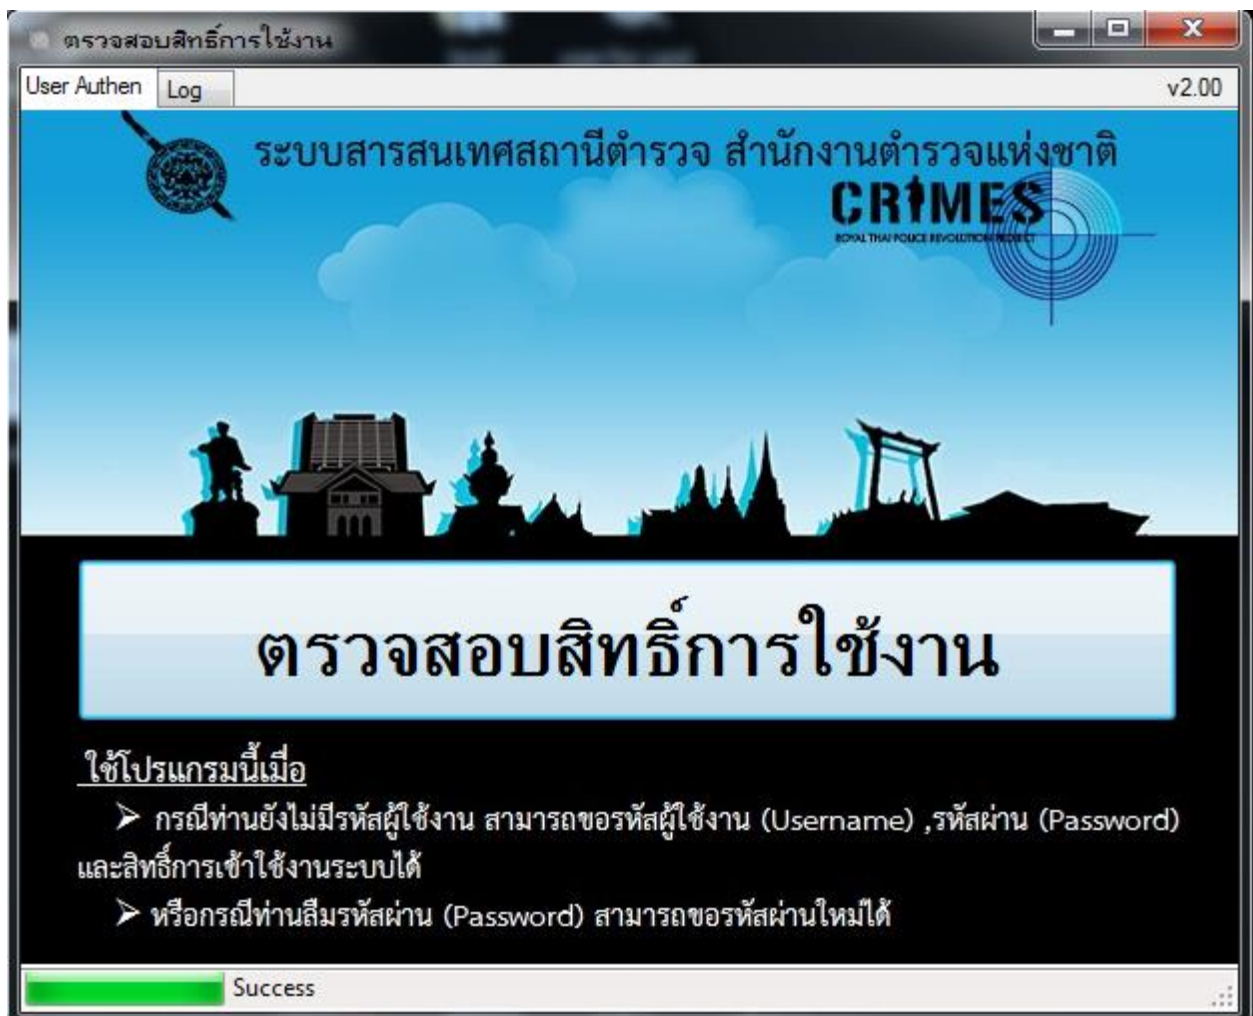 ตรวจสอบสิทธิ์การใช้งาน
User Authen Log v2.00
ระบบสารสนเทศสถานีตำรวจ สำนักงานตำรวจแห่งชาติ
CRIMES
ROYAL THAI POLICE REVOLUTION PROJECT
ตรวจสอบสิทธิ์การใช้งาน
ใช้โปรแกรมนี้เมื่อ
➢ กรณีท่านยังไม่มีรหัสผู้ใช้งาน สามารถขอรหัสผู้ใช้งาน (Username) ,รหัสผ่าน (Password)
และสิทธิ์การเข้าใช้งานระบบได้
➢ หรือกรณีท่านลืมรหัสผ่าน (Password) สามารถขอรหัสผ่านใหม่ได้
Success